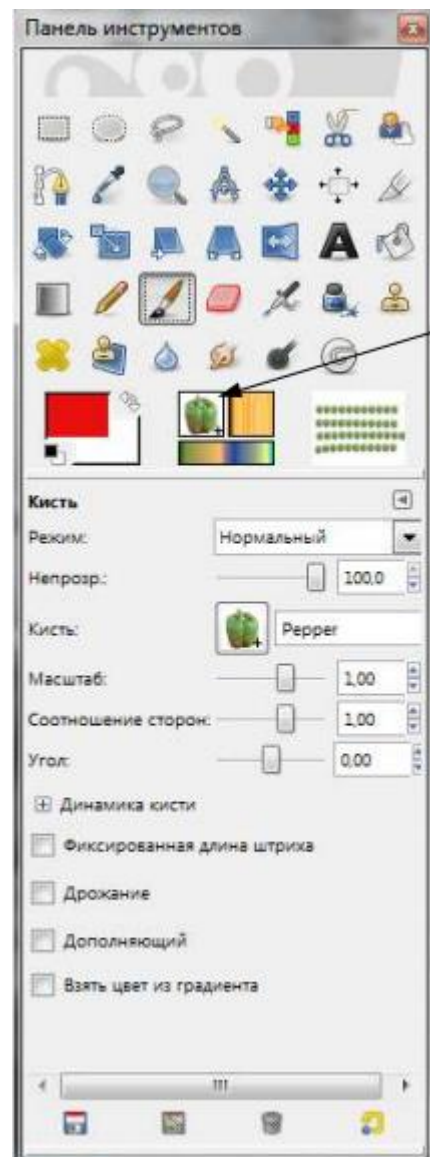 Панель инструментов
Кисть
Режим: Нормальный
Непрозр.: 100,0
Кисть: Pepper
Масштаб: 1,00
Соотношение сторон: 1,00
Угол: 0,00
Динамика кисти
Фиксированная длина штриха
Дрожание
Дополняющий
Взять цвет из градиента